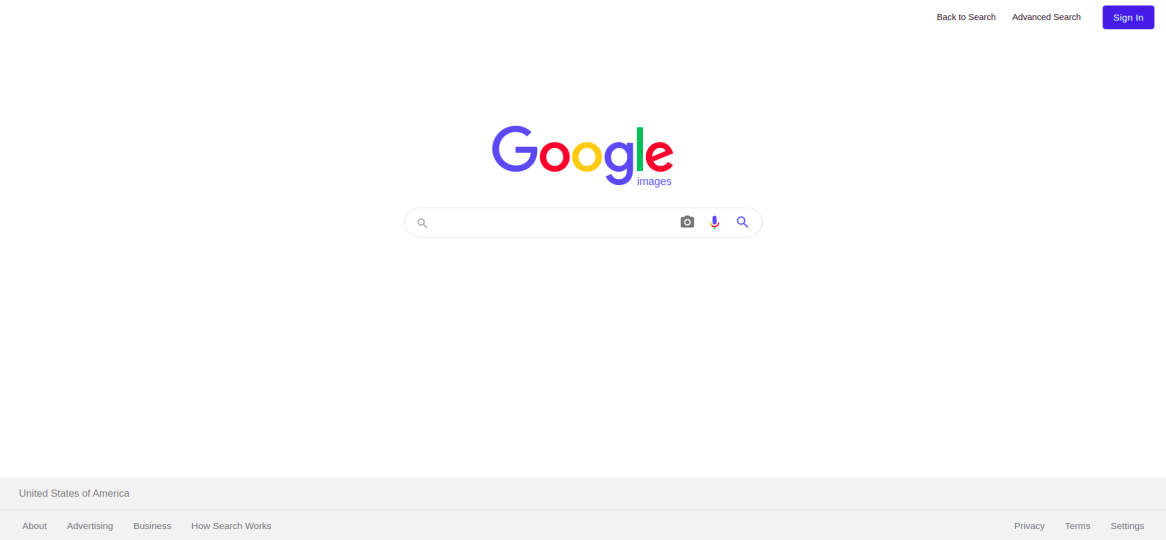 Back to Search Advanced Search Sign In
Google
images
United States of America
About Advertising Business How Search Works Privacy Terms Settings